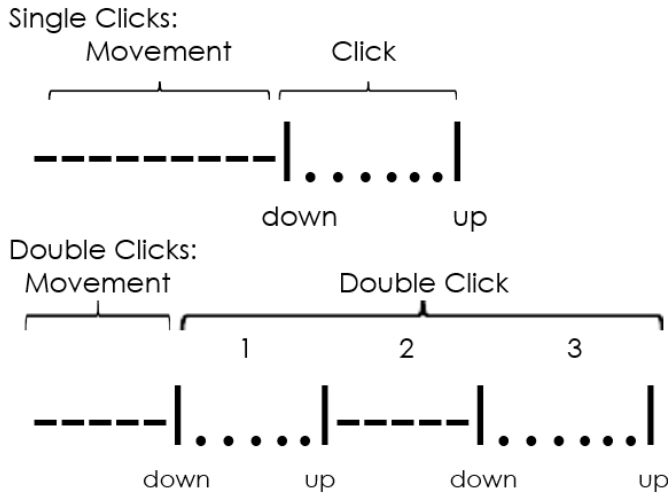 Single Clicks:
Movement Click
down up
Double Clicks:
Movement Double Click
1 2 3
down up down up